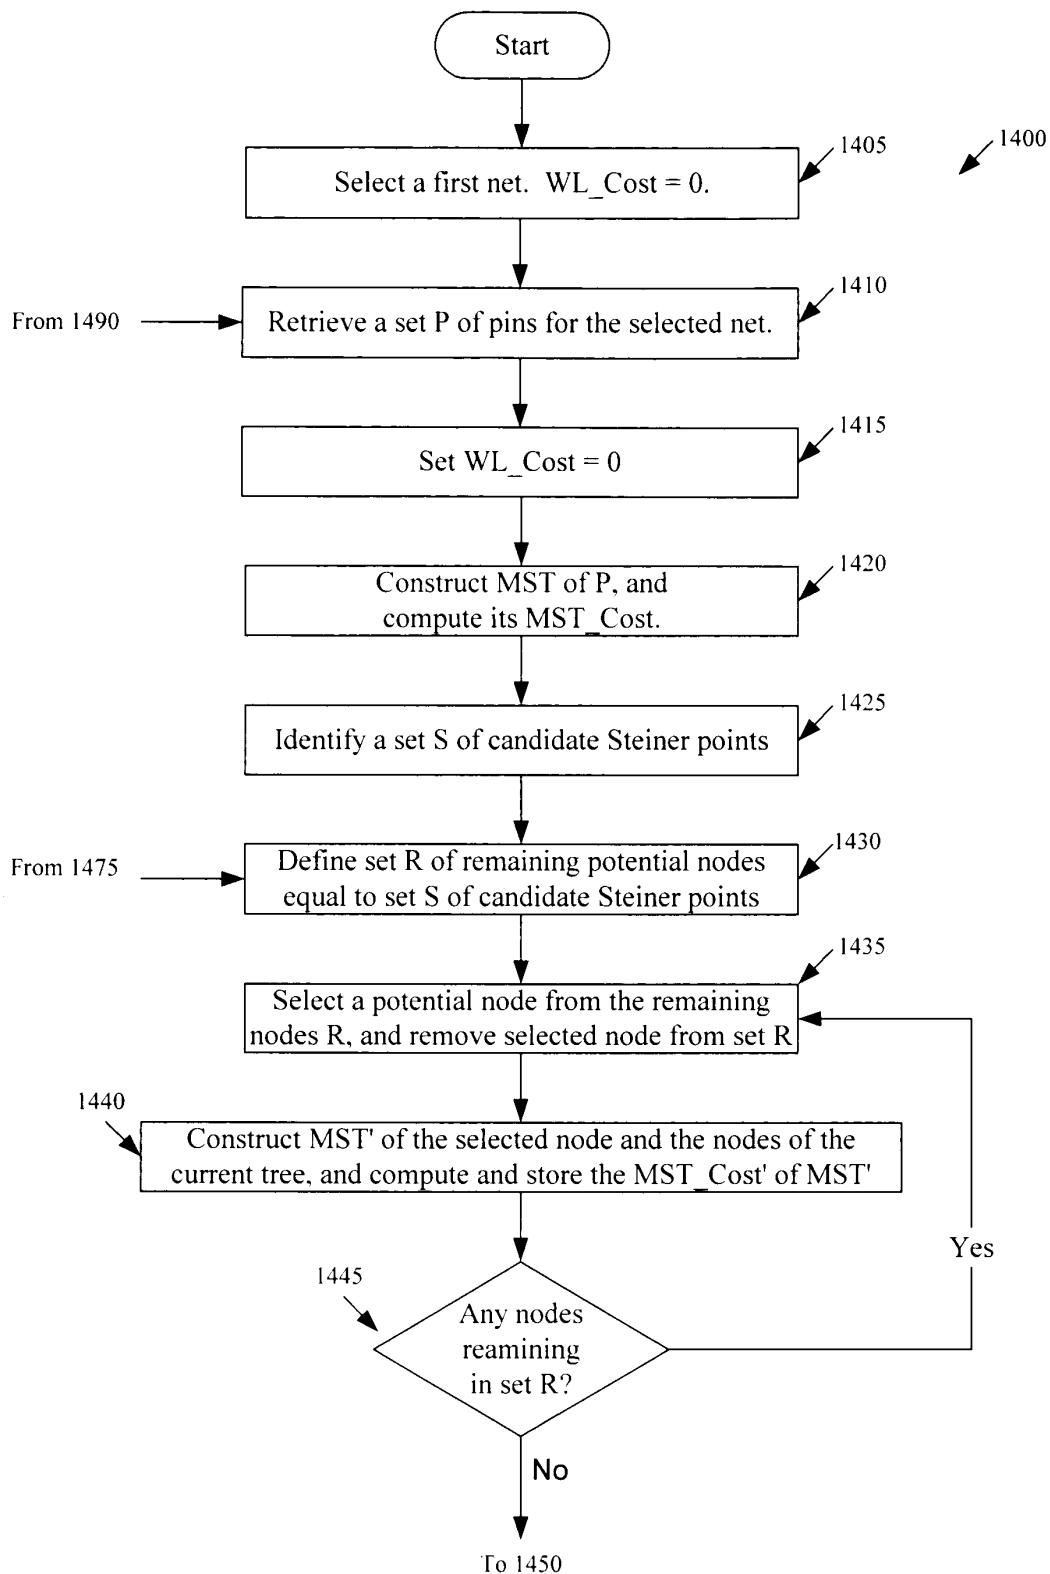 Start
1400
1405
Select a first net. WL_Cost = 0.
1410
From 1490
Retrieve a set P of pins for the selected net.
1415
Set WL_Cost = 0
1420
Construct MST of P, and
compute its MST_Cost.
1425
Identify a set S of candidate Steiner points
1430
From 1475
Define set R of remaining potential nodes
equal to set S of candidate Steiner points
1435
Select a potential node from the remaining
nodes R, and remove selected node from set R
1440
Construct MST' of the selected node and the nodes of the
current tree, and compute and store the MST_Cost' of MST'
Yes
1445
Any nodes
reamining
in set R?
No
To 1450